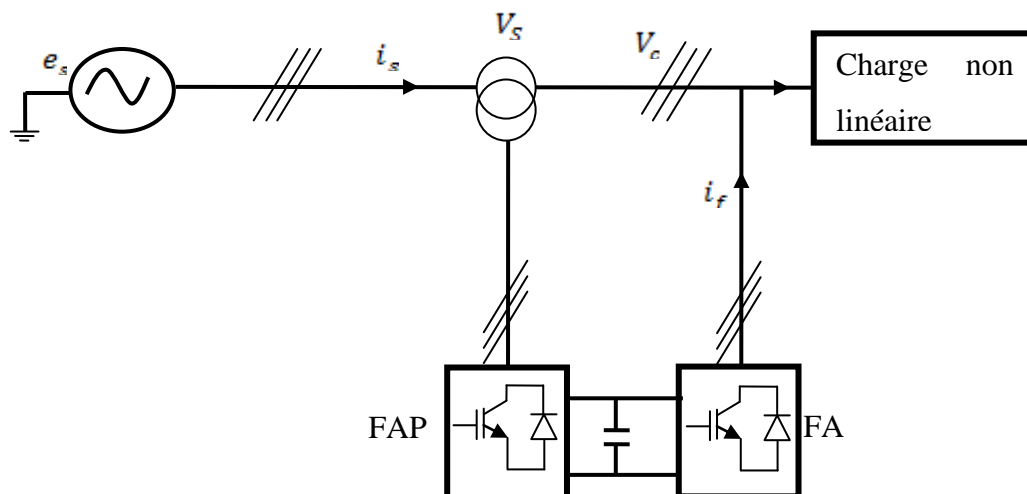 e_s
i_s
V_S
V_c
Charge non
linéaire
i_f
FAP
FA